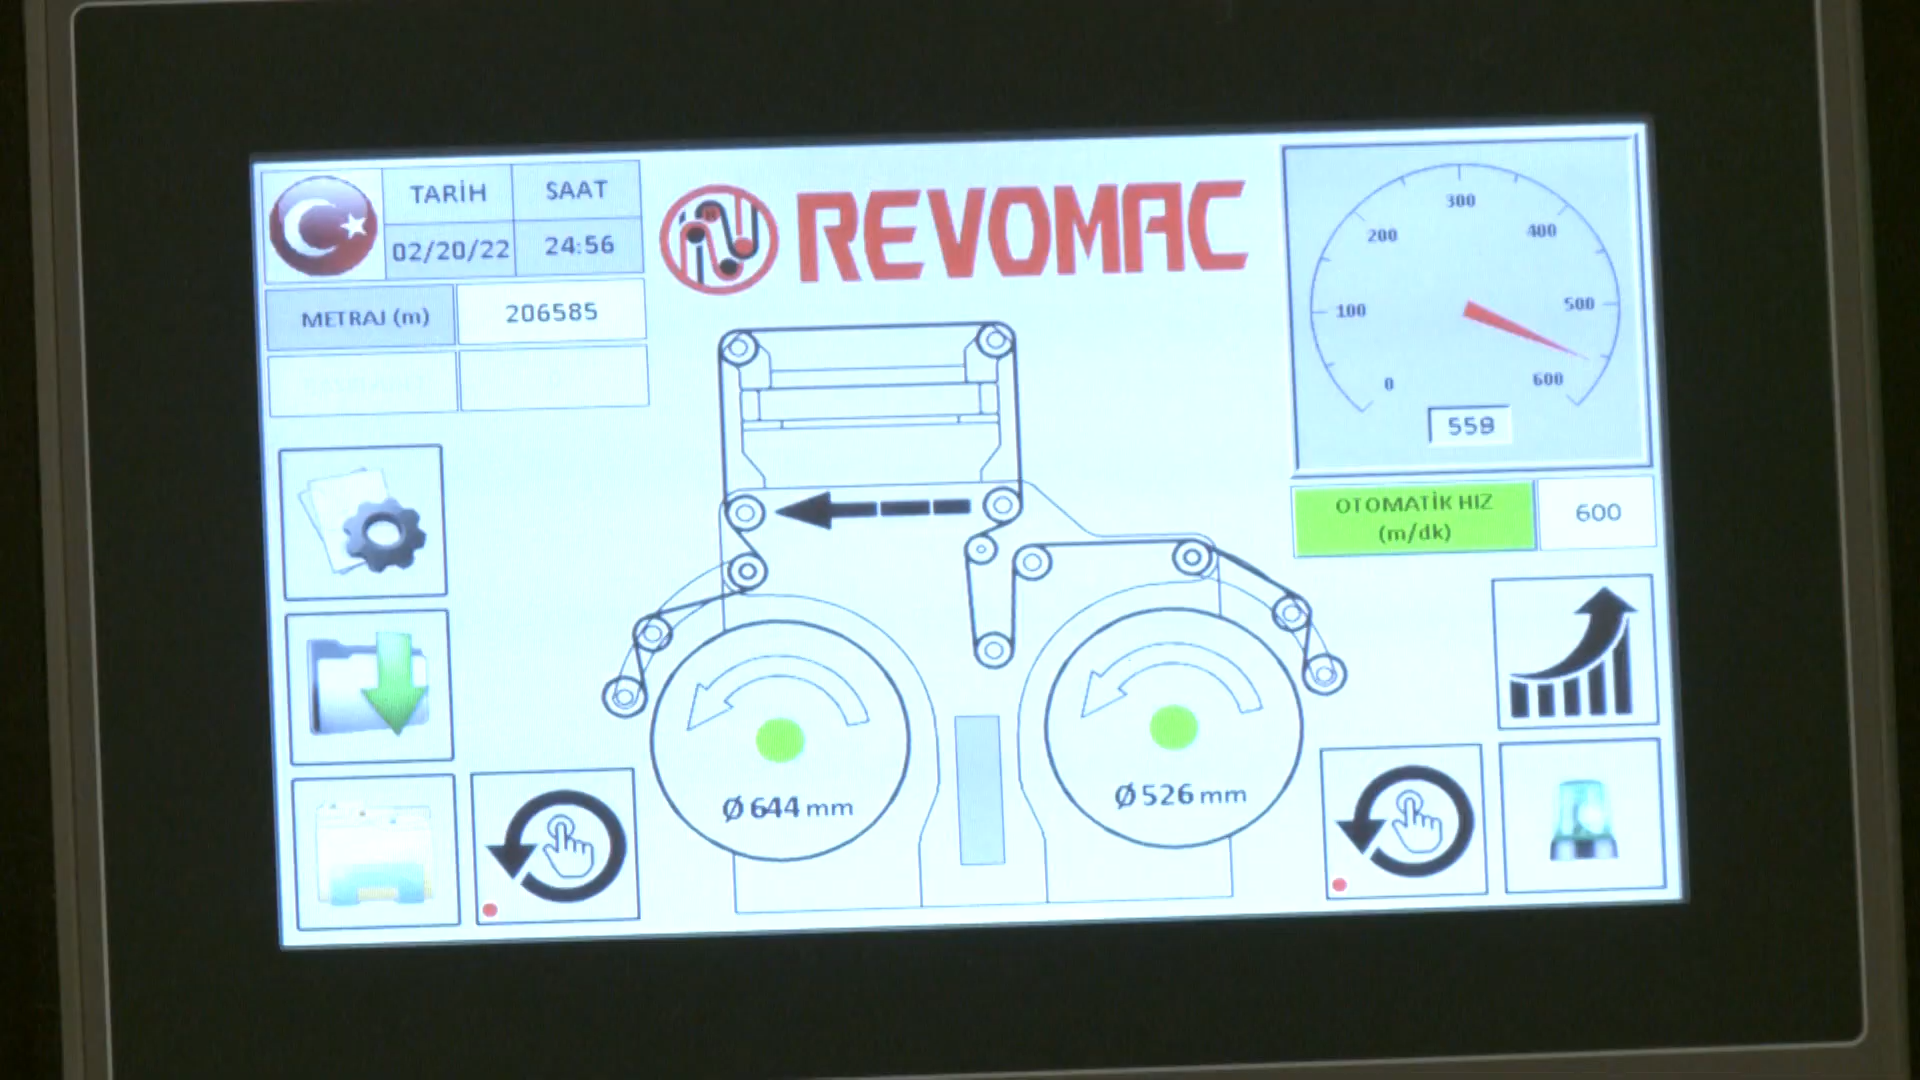 TARİH
SAAT
02/20/22
24:56
METRAJ (m)
206585
REVOMAC
0
100
200
300
400
500
600
559
OTOMATİK HIZ
(m/dk)
600
Ø 644 mm
Ø 526 mm